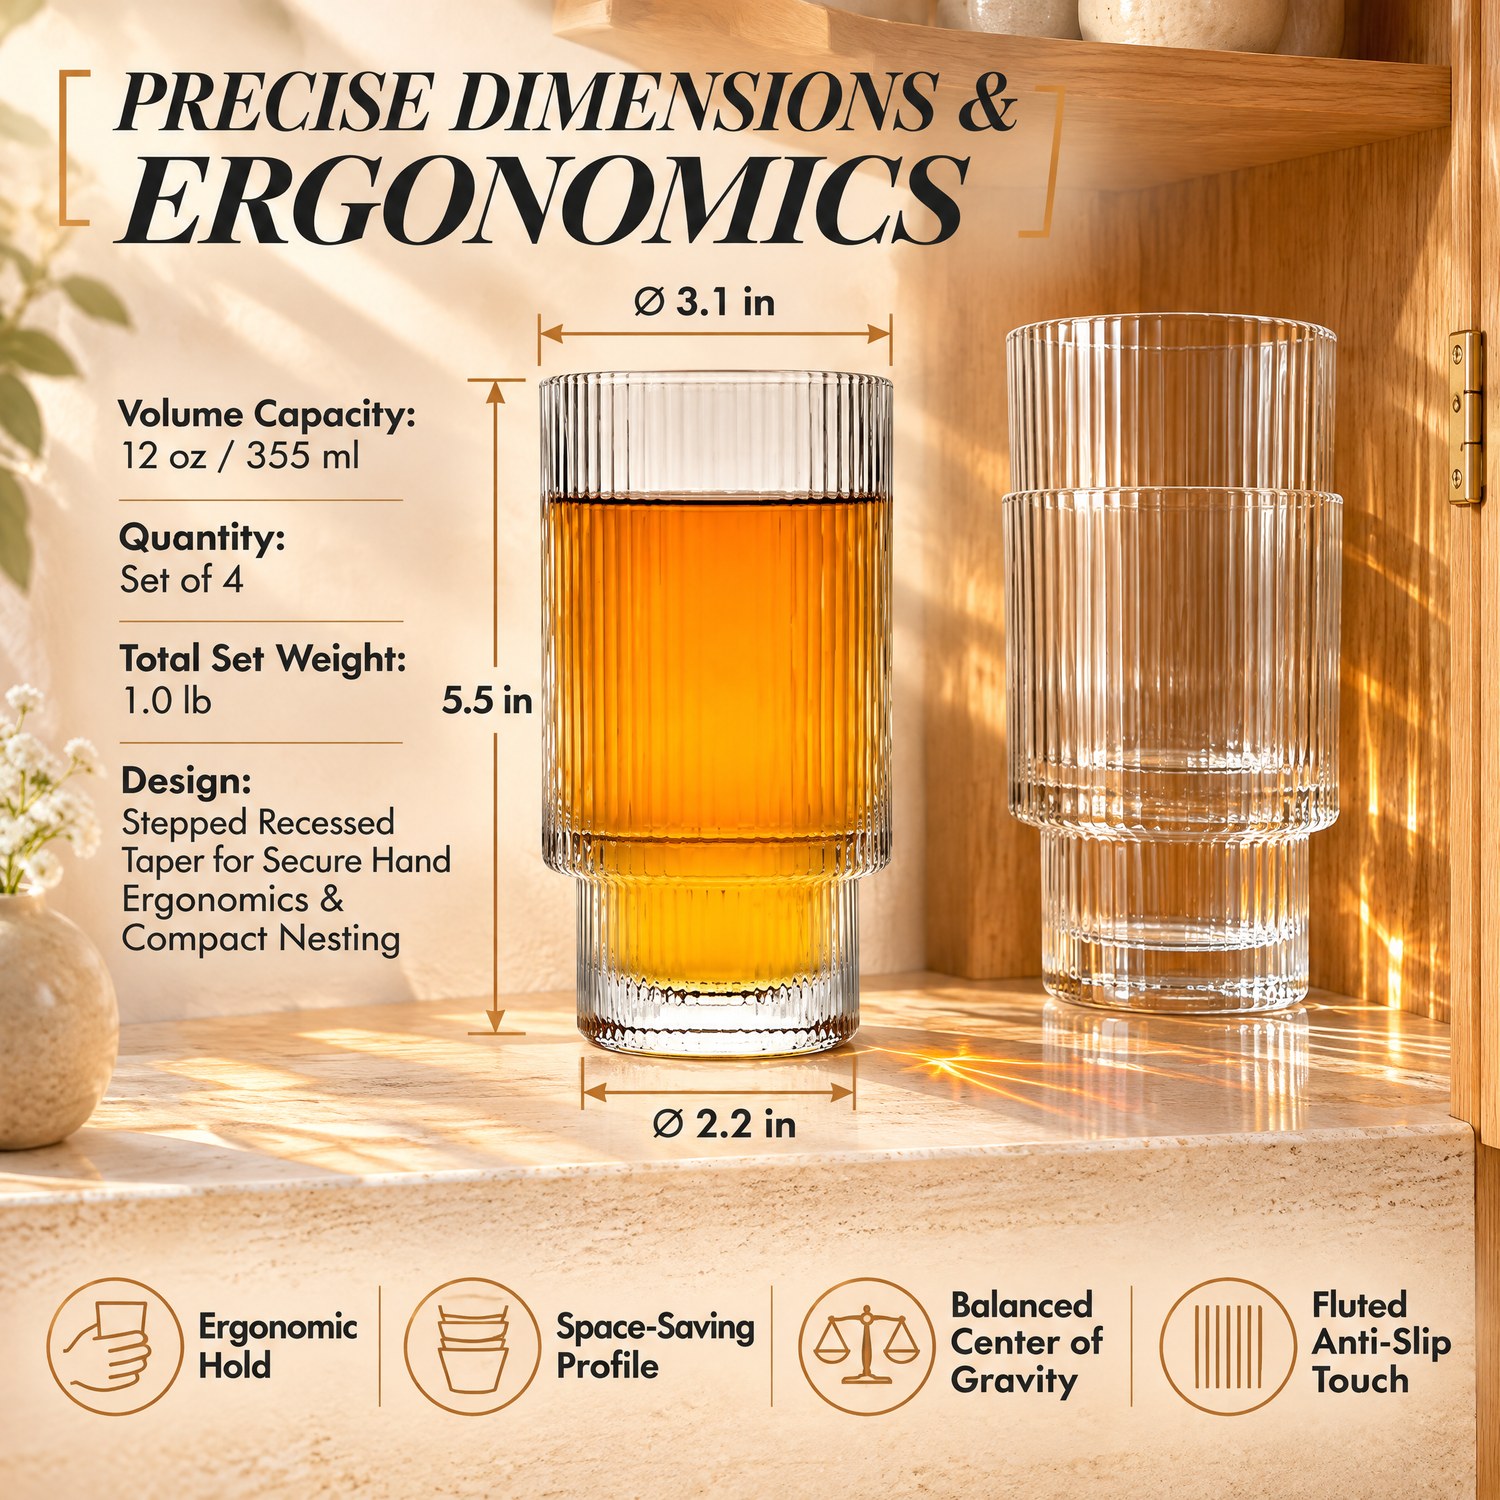 PRECISE DIMENSIONS &
ERGONOMICS
Ø 3.1 in
Volume Capacity:
12 oz / 355 ml
Quantity:
Set of 4
Total Set Weight:
1.0 lb
5.5 in
Design:
Stepped Recessed
Taper for Secure Hand
Ergonomics &
Compact Nesting
Ø 2.2 in
Ergonomic
Hold
Space-Saving
Profile
Balanced
Center of
Gravity
Fluted
Anti-Slip
Touch